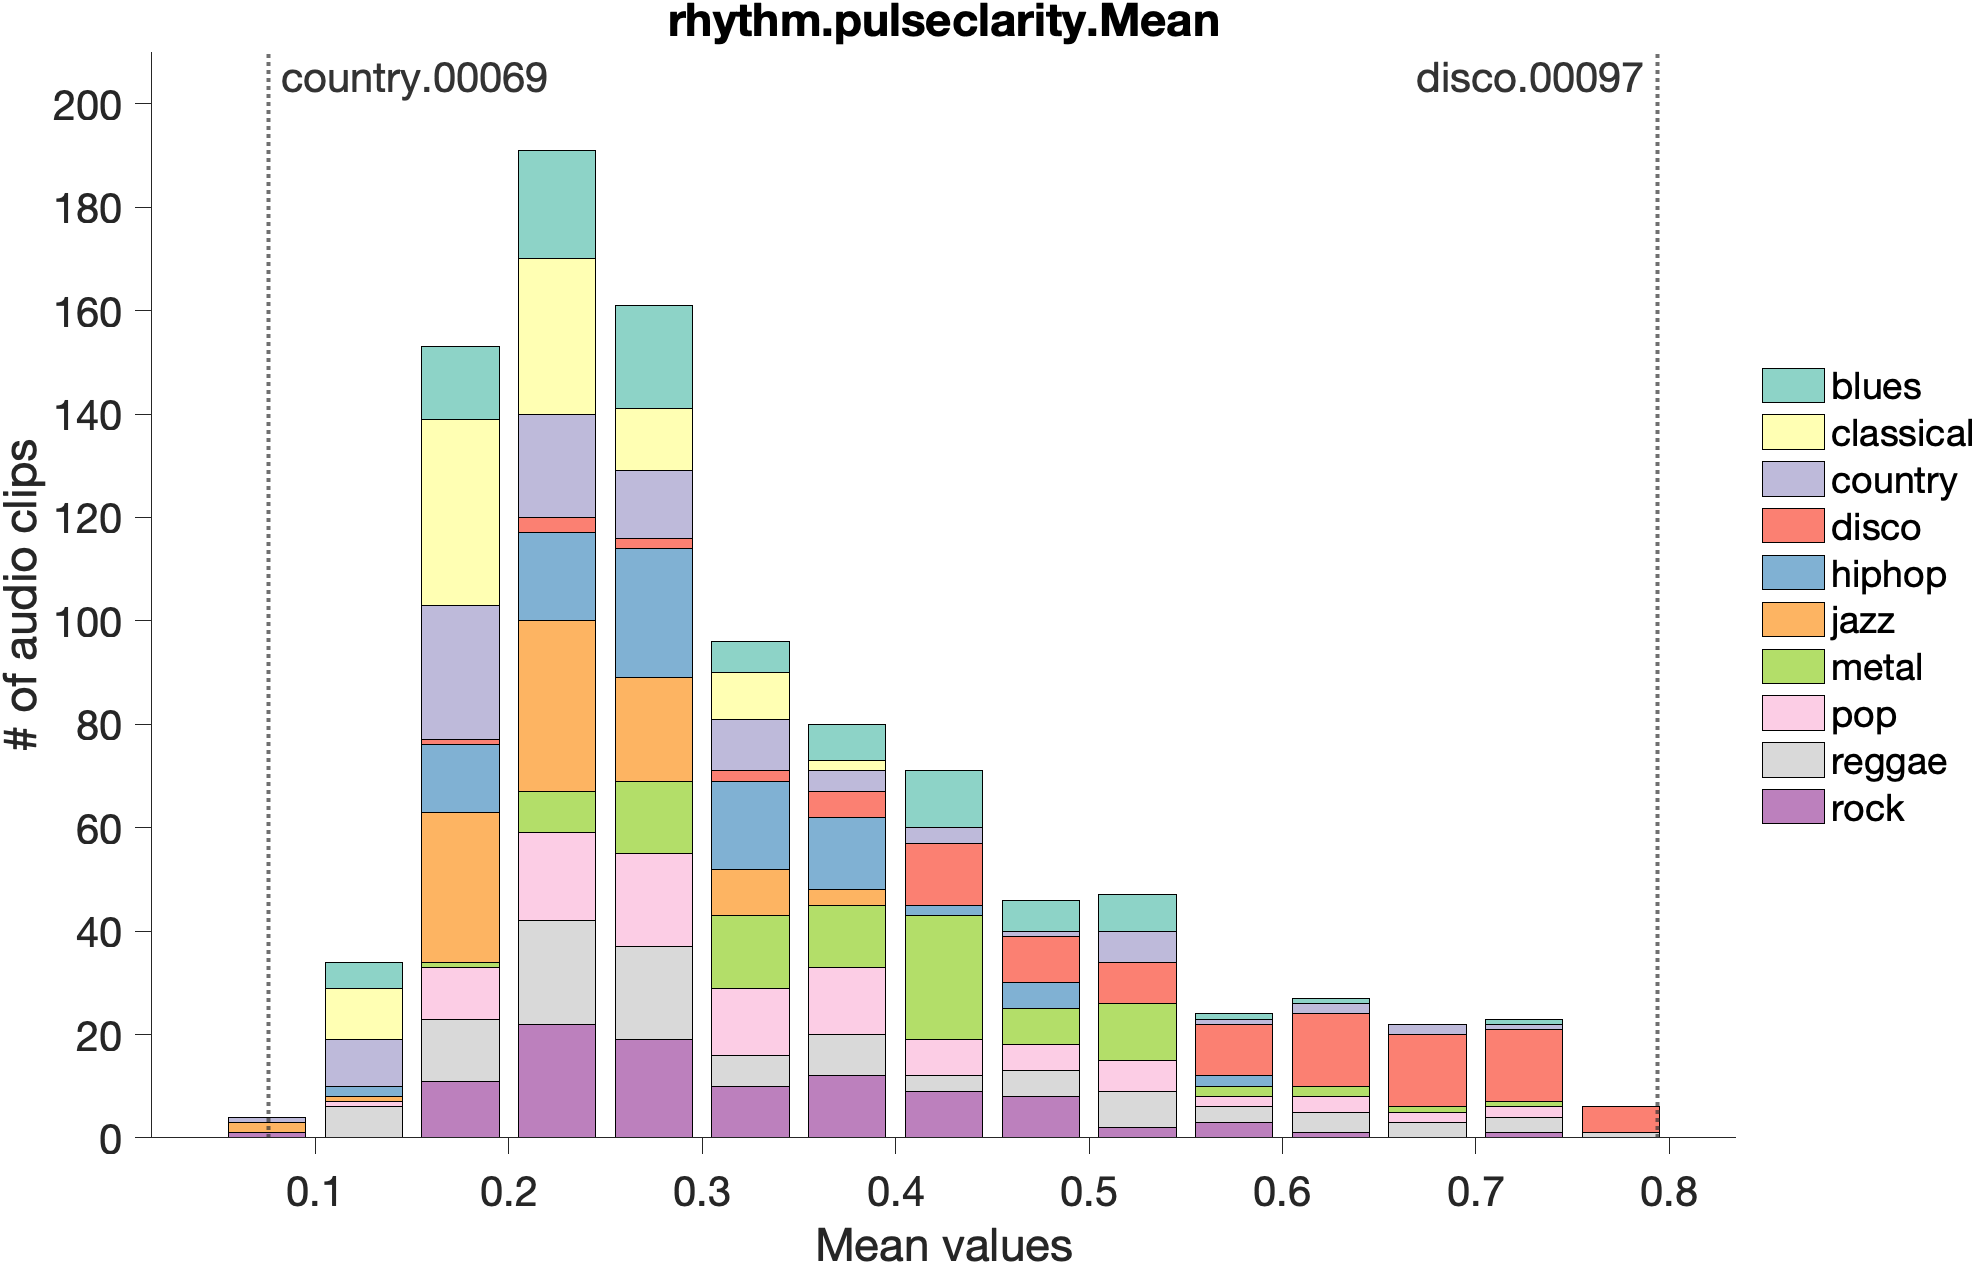 rhythm.pulseclarity.Mean
country.00069
disco.00097
200
180
160
140
120
100
80
60
40
20
0
# of audio clips
0.1 0.2 0.3 0.4 0.5 0.6 0.7 0.8
Mean values
blues
classical
country
disco
hiphop
jazz
metal
pop
reggae
rock